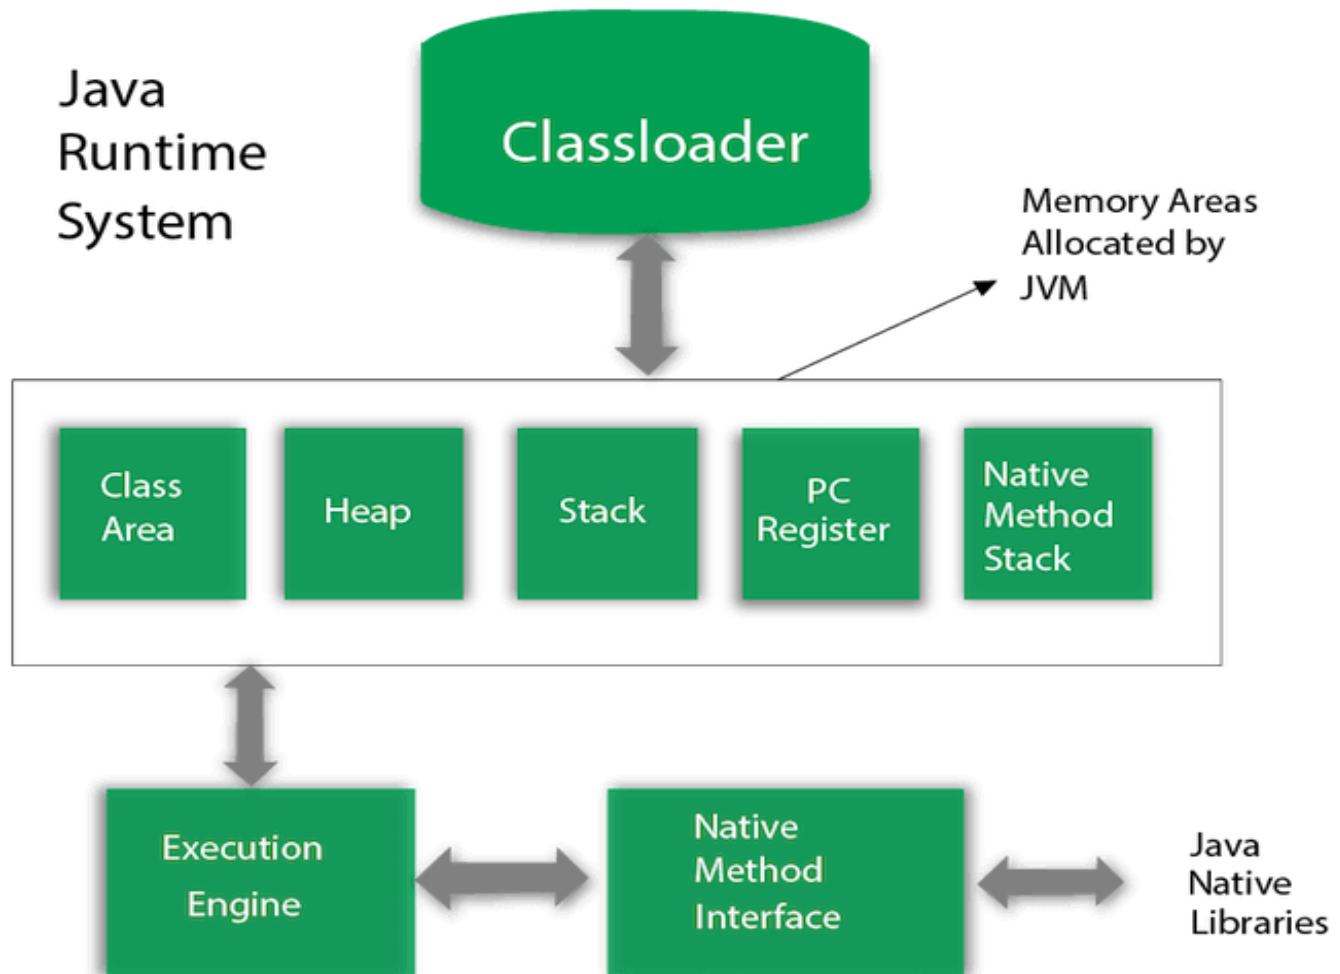 Java
Runtime
System
Classloader
Memory Areas
Allocated by
JVM
Class
Area
Heap
Stack
PC
Register
Native
Method
Stack
Execution
Engine
Native
Method
Interface
Java
Native
Libraries